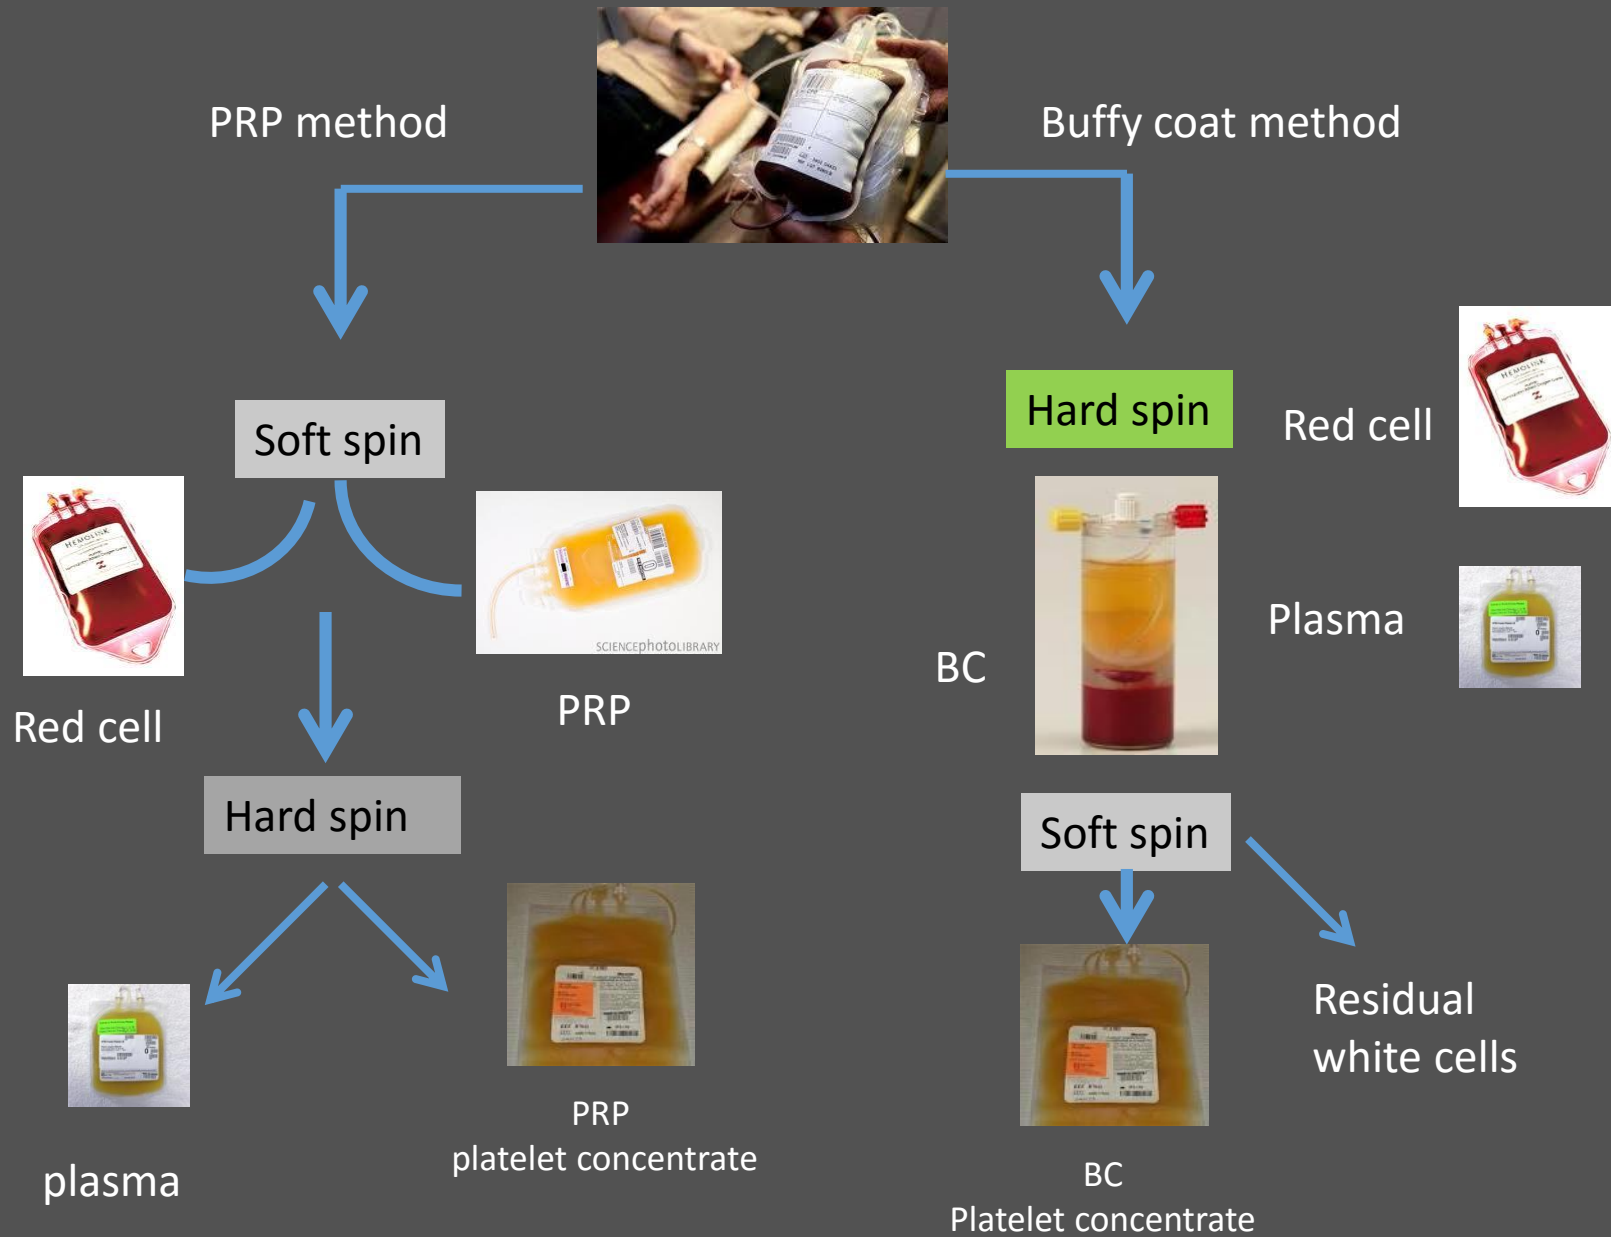 PRP method
Buffy coat method
Soft spin
Hard spin
Red cell
HEMOLINK
Red cell
HEMOLINK
SCIENCEPHOTOLIBRARY
PRP
BC
Plasma
Hard spin
Soft spin
plasma
PRP
platelet concentrate
BC
Platelet concentrate
Residual
white cells